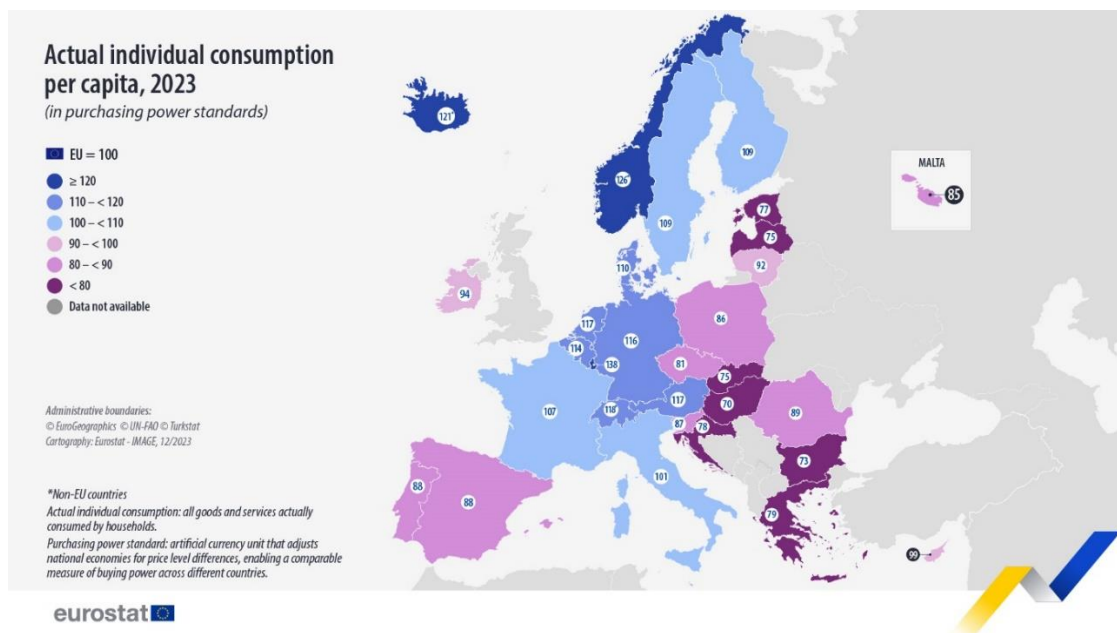 Actual individual consumption
per capita, 2023
(in purchasing power standards)
EU = 100
≥ 120
110 – < 120
100 – < 110
90 – < 100
80 – < 90
< 80
Data not available
Administrative boundaries:
© EuroGeographics © UN-FAO © Turkstat
Cartography: Eurostat - IMAGE, 12/2023
*Non-EU countries
Actual individual consumption: all goods and services actually
consumed by households.
Purchasing power standard: artificial currency unit that adjusts
national economies for price level differences, enabling a comparable
measure of buying power across different countries.
121*
126*
109
109
MALTA
85
77
75
92
110
94
117
116
86
114
138
81
75
107
118*
117
70
89
87
78
101
73
88
88
79
99
eurostat